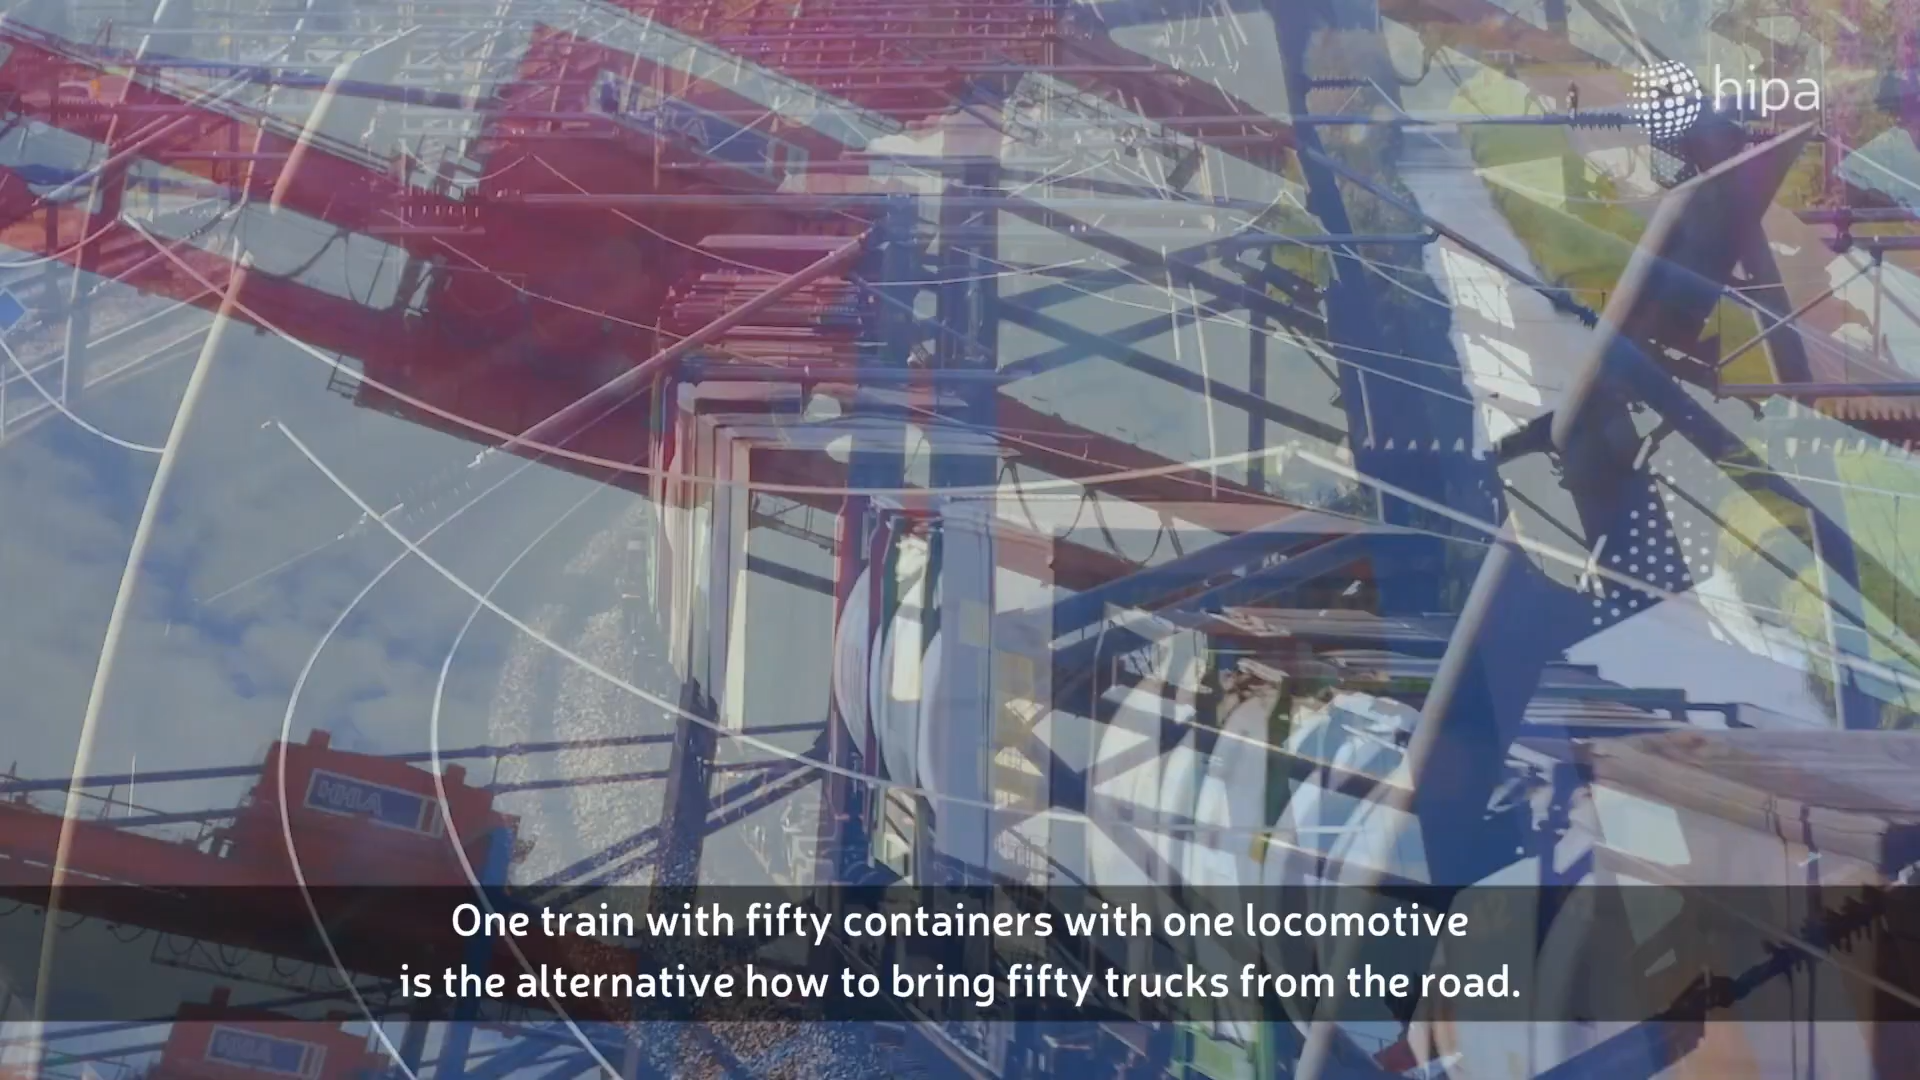 hipa
HHLA
One train with fifty containers with one locomotive
is the alternative how to bring fifty trucks from the road.